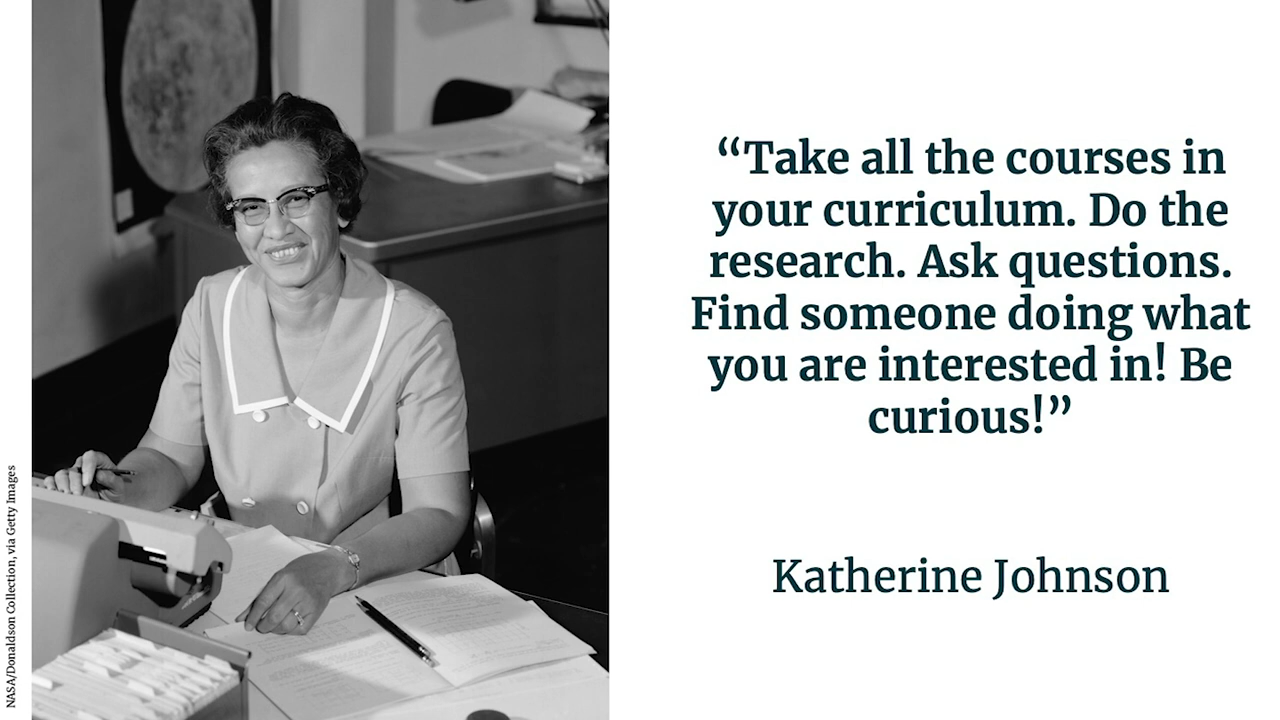 “Take all the courses in
your curriculum. Do the
research. Ask questions.
Find someone doing what
you are interested in! Be
curious!”
Katherine Johnson
NASA/Donaldson Collection, via Getty Images